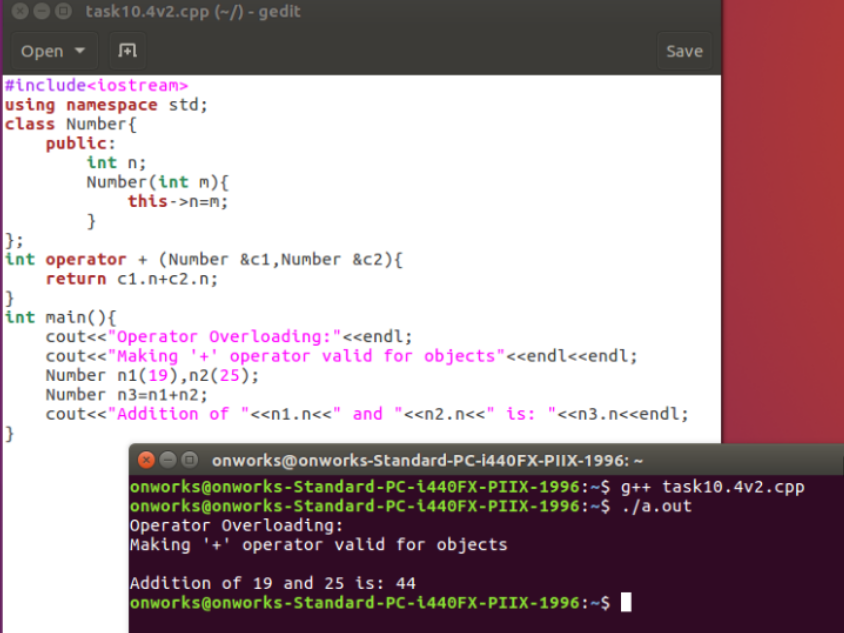 task10.4v2.cpp (~/) - gedit
Open Save
#include<iostream>
using namespace std;
class Number{
    public:
        int n;
        Number(int m){
            this->n=m;
        }
};
int operator + (Number &c1,Number &c2){
    return c1.n+c2.n;
}
int main(){
    cout<<"Operator Overloading:"<<endl;
    cout<<"Making '+' operator valid for objects"<<endl<<endl;
    Number n1(19),n2(25);
    Number n3=n1+n2;
    cout<<"Addition of "<<n1.n<<" and "<<n2.n<<" is: "<<n3.n<<endl;
}
onworks@onworks-Standard-PC-i440FX-PIIX-1996: ~
onworks@onworks-Standard-PC-i440FX-PIIX-1996:~$ g++ task10.4v2.cpp
onworks@onworks-Standard-PC-i440FX-PIIX-1996:~$ ./a.out
Operator Overloading:
Making '+' operator valid for objects

Addition of 19 and 25 is: 44
onworks@onworks-Standard-PC-i440FX-PIIX-1996:~$